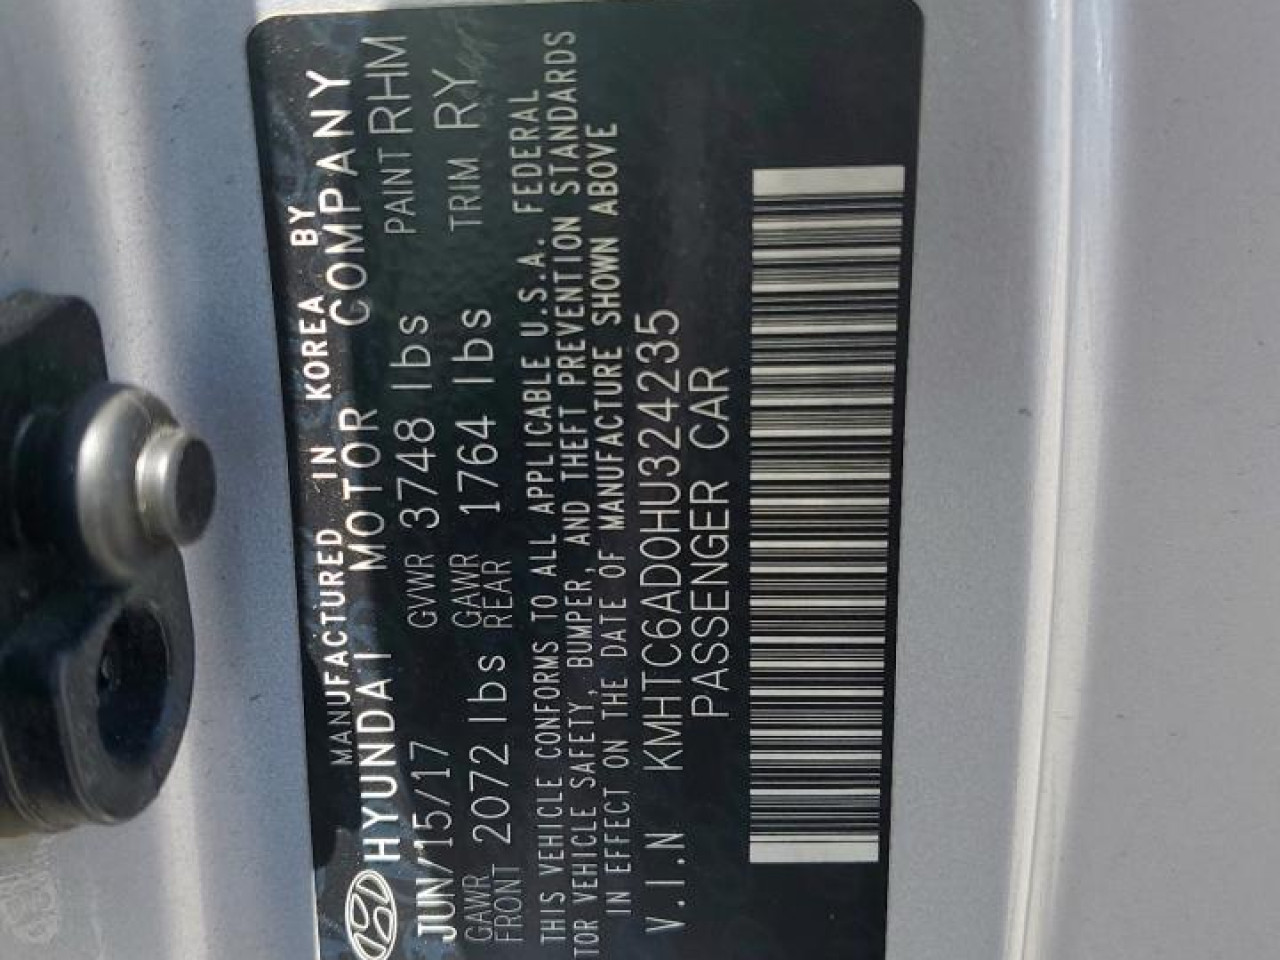 MANUFACTURED IN KOREA BY
HYUNDAI MOTOR COMPANY
JUN/15/17 GVWR 3748 lbs PAINT RHM
GAWR FRONT 2072 lbs GAWR REAR 1764 lbs TRIM RY
THIS VEHICLE CONFORMS TO ALL APPLICABLE U.S.A. FEDERAL
TOR VEHICLE SAFETY, BUMPER, AND THEFT PREVENTION STANDARDS
IN EFFECT ON THE DATE OF MANUFACTURE SHOWN ABOVE
V.I.N KMHTC6AD0HU324235
PASSENGER CAR